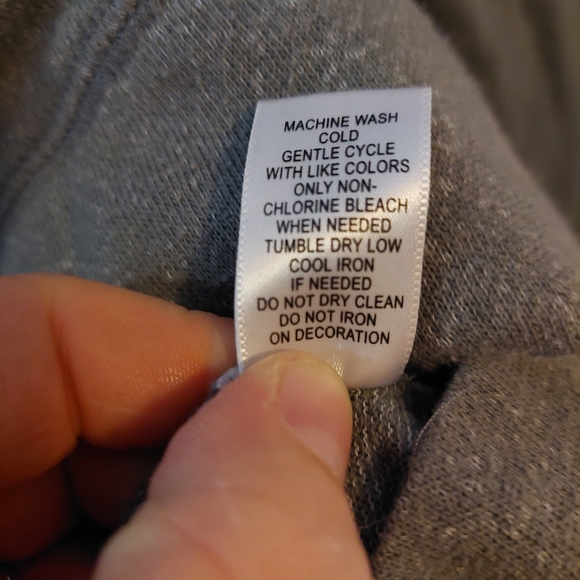 MACHINE WASH
COLD
GENTLE CYCLE
WITH LIKE COLORS
ONLY NON-
CHLORINE BLEACH
WHEN NEEDED
TUMBLE DRY LOW
COOL IRON
IF NEEDED
DO NOT DRY CLEAN
DO NOT IRON
ON DECORATION